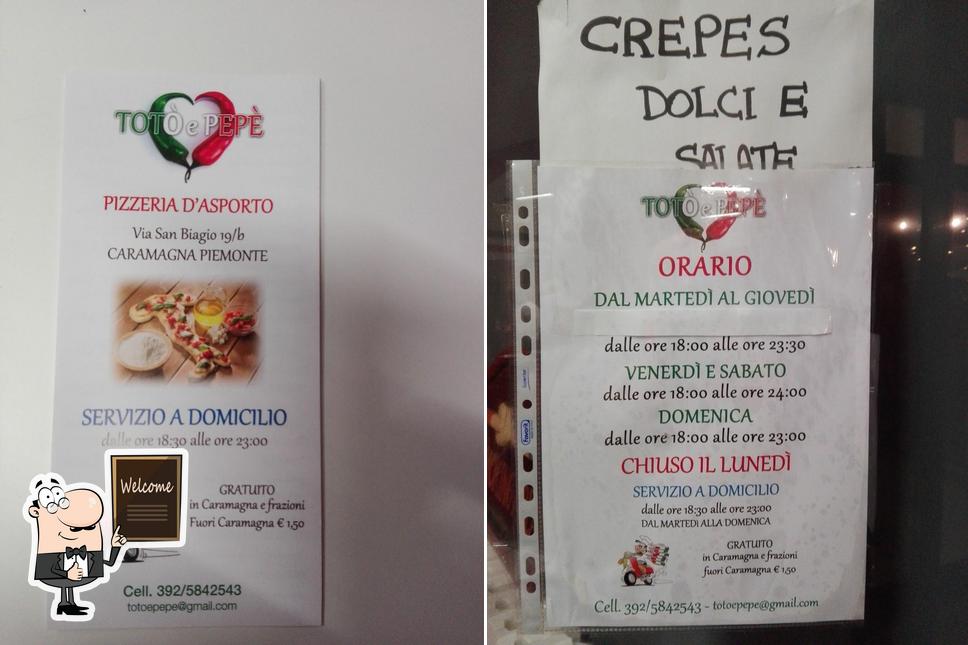 TOTÒ e PEPÈ
PIZZERIA D'ASPORTO
Via San Biagio 19/b
CARAMAGNA PIEMONTE
SERVIZIO A DOMICILIO
dalle ore 18:30 alle ore 23:00
GRATUITO
in Caramagna e frazioni
Fuori Caramagna € 1,50
Cell. 392/5842543
totoepepe@gmail.com
Welcome
CREPES
DOLCI E
SALATE
TOTÒ e PEPÈ
ORARIO
DAL MARTEDÌ AL GIOVEDÌ
dalle ore 18:00 alle ore 23:30
VENERDÌ E SABATO
dalle ore 18:00 alle ore 24:00
DOMENICA
dalle ore 18:00 alle ore 23:00
CHIUSO IL LUNEDÌ
SERVIZIO A DOMICILIO
dalle ore 18:30 alle ore 23:00
DAL MARTEDì ALLA DOMENICA
GRATUITO
in Caramagna e frazioni
fuori Caramagna € 1,50
Cell. 392/5842543 - totoepepe@gmail.com